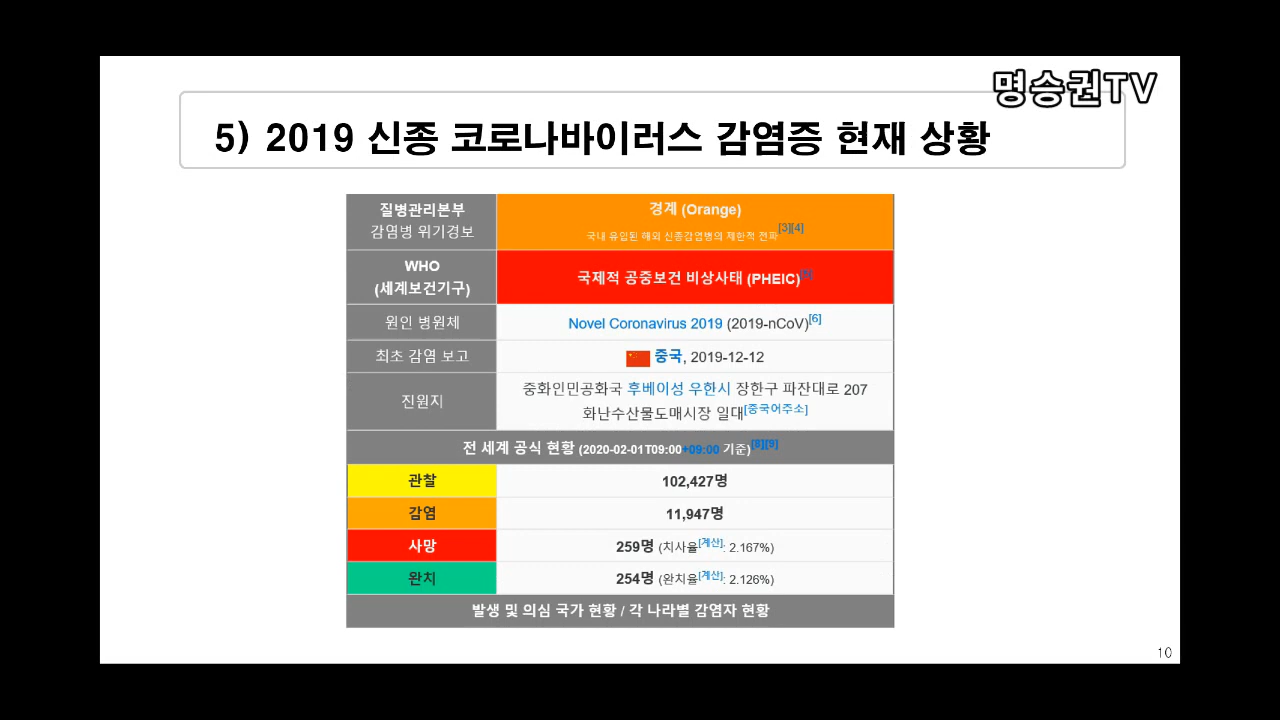 명승권TV
5) 2019 신종 코로나바이러스 감염증 현재 상황
질병관리본부
감염병 위기경보
경계 (Orange)
국내 유입된 해외 신종감염병의 제한적 전파[3][4]
WHO
(세계보건기구)
국제적 공중보건 비상사태 (PHEIC)[5]
원인 병원체
Novel Coronavirus 2019 (2019-nCoV)[6]
최초 감염 보고
중국, 2019-12-12
진원지
중화인민공화국 후베이성 우한시 장한구 파잔대로 207
화난수산물도매시장 일대[중국어주소]
전 세계 공식 현황 (2020-02-01T09:00+09:00 기준)[8][9]
관찰
102,427명
감염
11,947명
사망
259명 (치사율[계산]: 2.167%)
완치
254명 (완치율[계산]: 2.126%)
발생 및 의심 국가 현황 / 각 나라별 감염자 현황
10